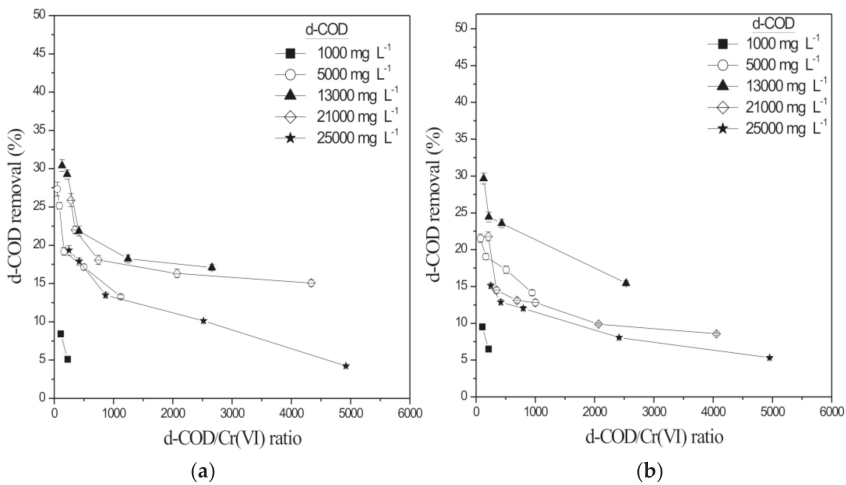 50
45
40
35
30
25
20
15
10
5
0
d-COD removal (%)
0 1000 2000 3000 4000 5000 6000
d-COD/Cr(VI) ratio
d-COD
1000 mg L⁻¹
5000 mg L⁻¹
13000 mg L⁻¹
21000 mg L⁻¹
25000 mg L⁻¹
(a)
50
45
40
35
30
25
20
15
10
5
0
d-COD removal (%)
0 1000 2000 3000 4000 5000 6000
d-COD/Cr(VI) ratio
d-COD
1000 mg L⁻¹
5000 mg L⁻¹
13000 mg L⁻¹
21000 mg L⁻¹
25000 mg L⁻¹
(b)